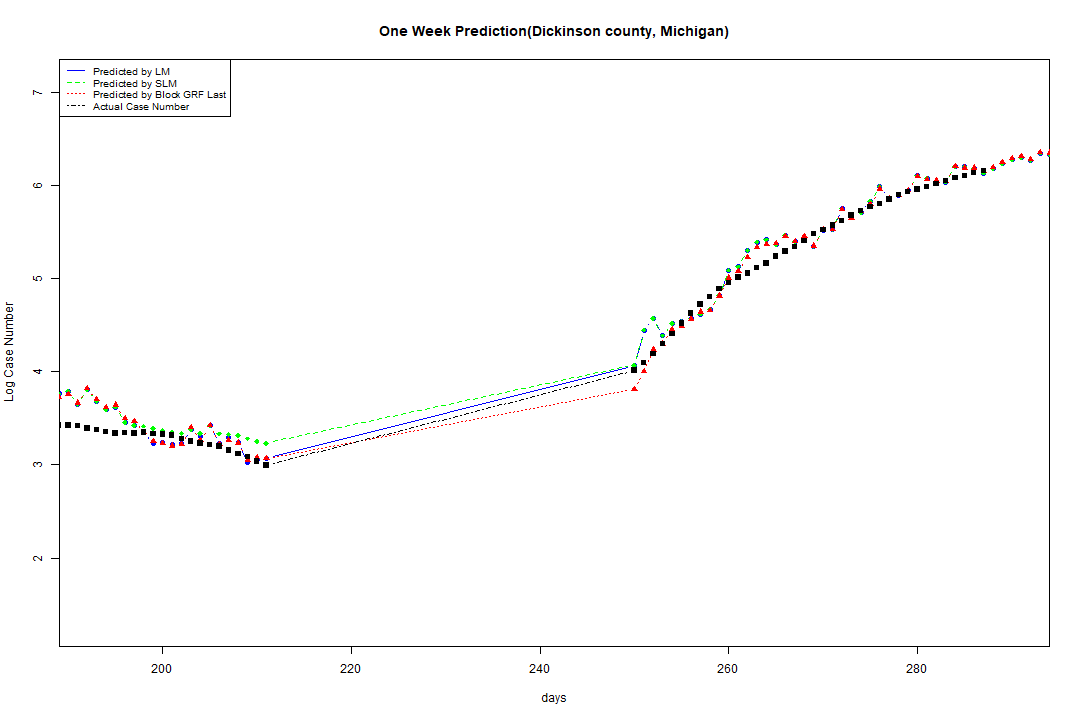 One Week Prediction(Dickinson county, Michigan)
Predicted by LM
Predicted by SLM
Predicted by Block GRF Last
Actual Case Number
7
6
5
4
3
2
Log Case Number
200 220 240 260 280
days